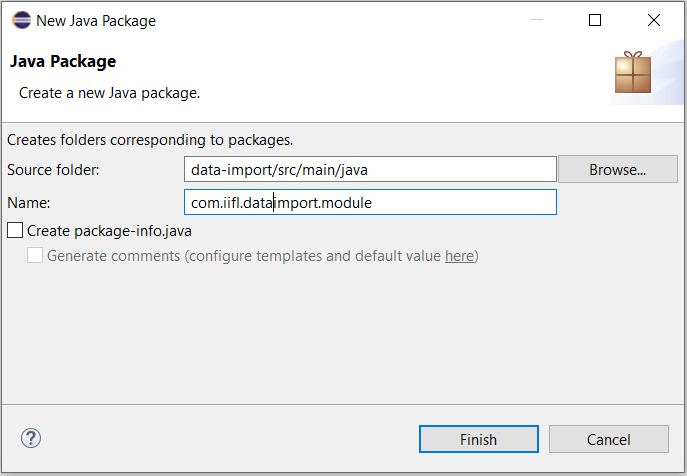 New Java Package
Java Package
Create a new Java package.
Creates folders corresponding to packages.
Source folder: data-import/src/main/java Browse...
Name: com.iifl.dataimport.module
Create package-info.java
Generate comments (configure templates and default value here)
? Finish Cancel